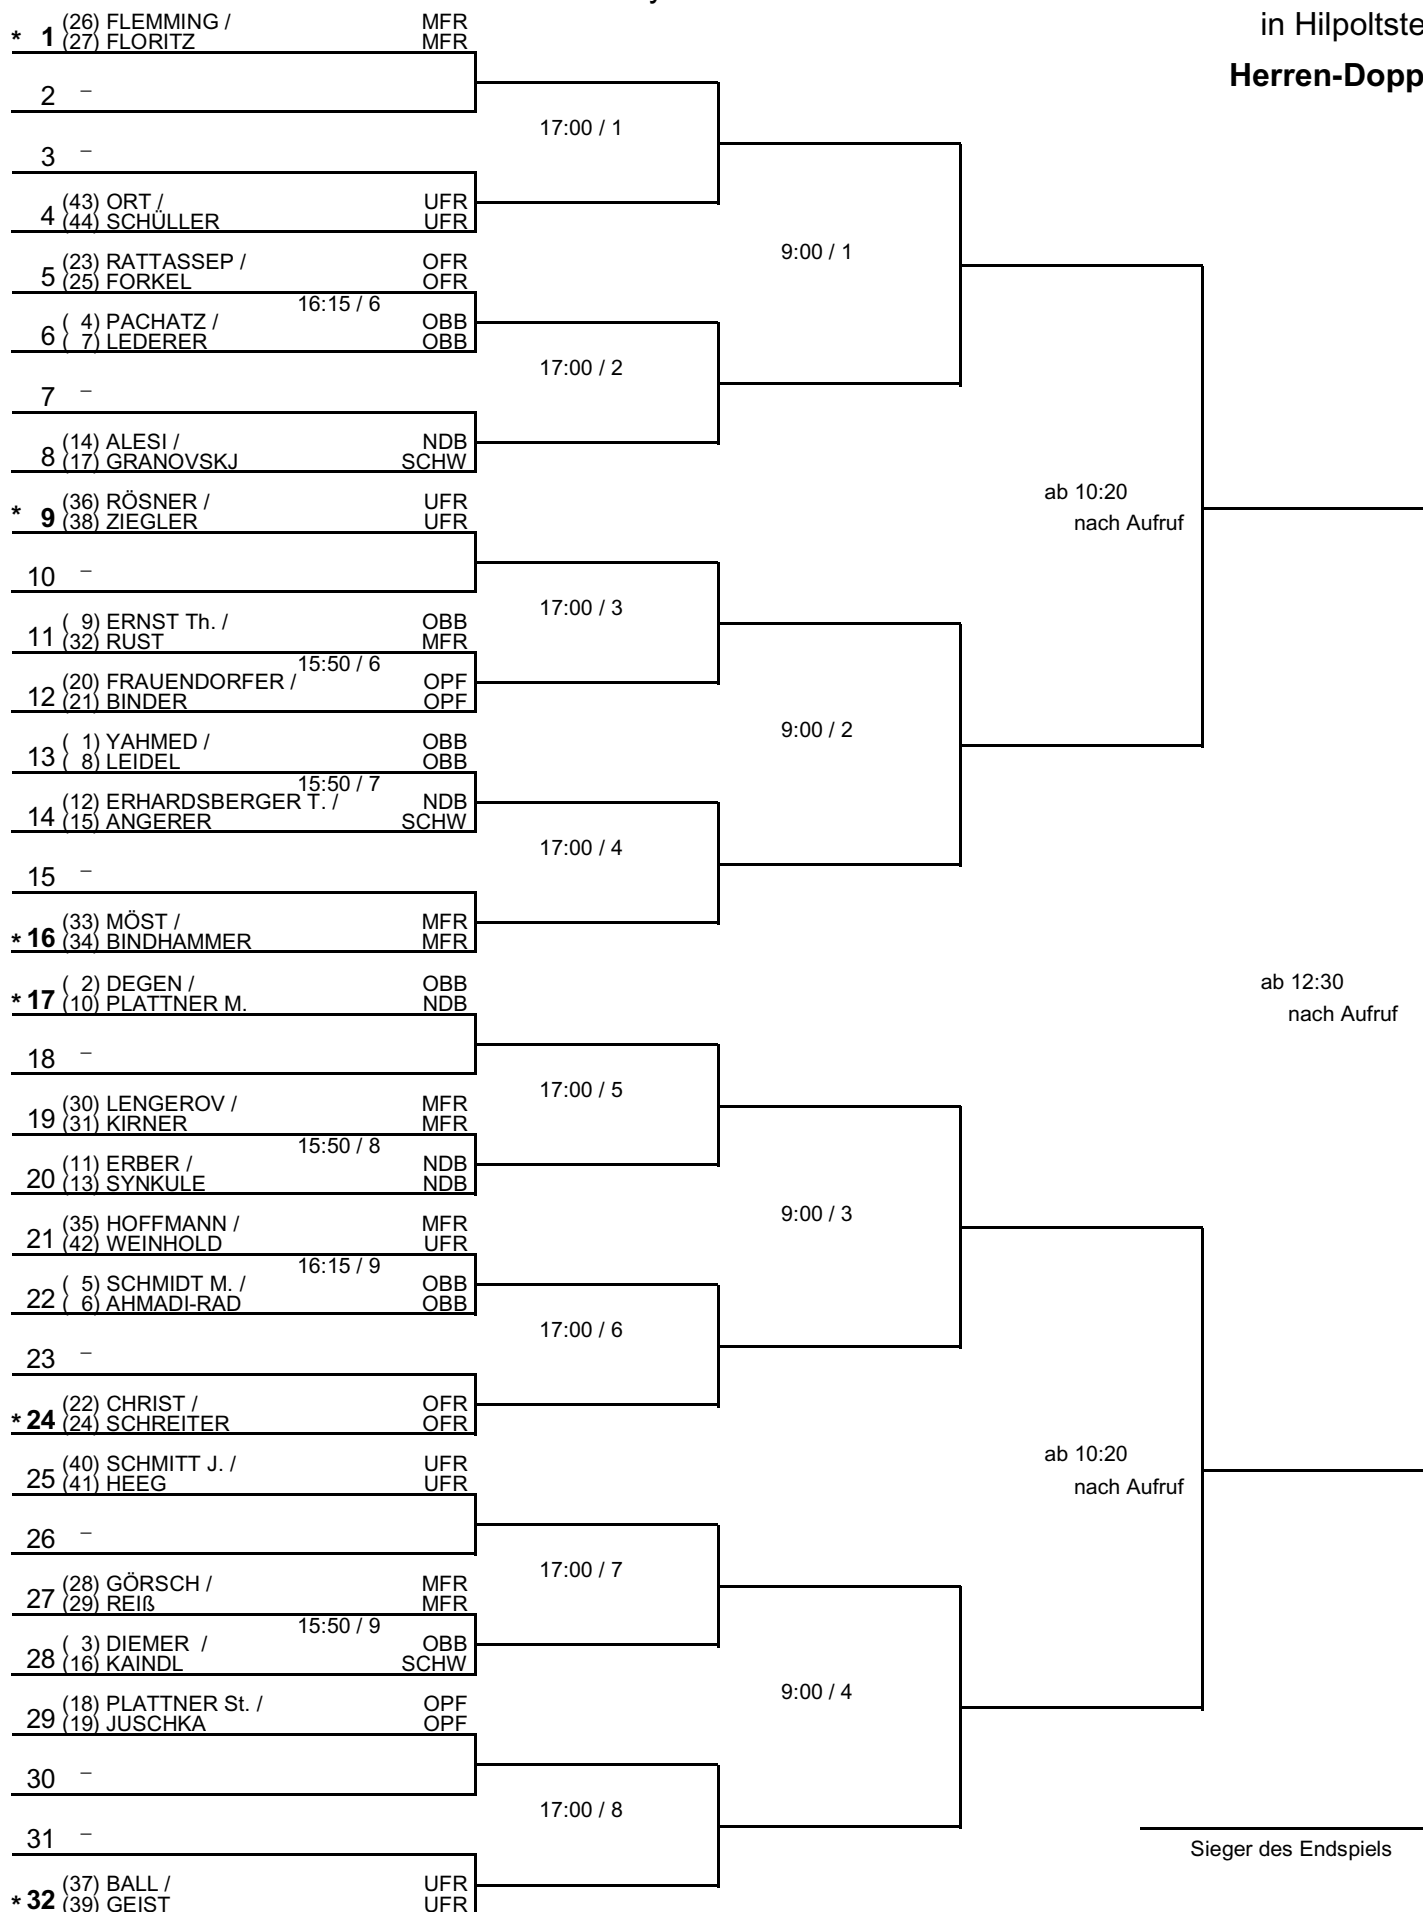 in Hilpoltste
Herren-Dopp
(26) FLEMMING / MFR
* 1 (27) FLORITZ MFR
2 –
17:00 / 1
3 –
(43) ORT / UFR
4 (44) SCHÜLLER UFR
9:00 / 1
(23) RATTASSEP / OFR
5 (25) FORKEL OFR
16:15 / 6
( 4) PACHATZ / OBB
6 ( 7) LEDERER OBB
17:00 / 2
7 –
(14) ALESI / NDB
8 (17) GRANOVSKJ SCHW
ab 10:20
nach Aufruf
(36) RÖSNER / UFR
* 9 (38) ZIEGLER UFR
10 –
17:00 / 3
( 9) ERNST Th. / OBB
11 (32) RUST MFR
15:50 / 6
(20) FRAUENDORFER / OPF
12 (21) BINDER OPF
9:00 / 2
( 1) YAHMED / OBB
13 ( 8) LEIDEL OBB
15:50 / 7
(12) ERHARDSBERGER T. / NDB
14 (15) ANGERER SCHW
17:00 / 4
15 –
(33) MÖST / MFR
* 16 (34) BINDHAMMER MFR
ab 12:30
nach Aufruf
( 2) DEGEN / OBB
* 17 (10) PLATTNER M. NDB
18 –
17:00 / 5
(30) LENGEROV / MFR
19 (31) KIRNER MFR
15:50 / 8
(11) ERBER / NDB
20 (13) SYNKULE NDB
9:00 / 3
(35) HOFFMANN / MFR
21 (42) WEINHOLD UFR
16:15 / 9
( 5) SCHMIDT M. / OBB
22 ( 6) AHMADI-RAD OBB
17:00 / 6
23 –
(22) CHRIST / OFR
* 24 (24) SCHREITER OFR
ab 10:20
nach Aufruf
(40) SCHMITT J. / UFR
25 (41) HEEG UFR
26 –
17:00 / 7
(28) GÖRSCH / MFR
27 (29) REIß MFR
15:50 / 9
( 3) DIEMER / OBB
28 (16) KAINDL SCHW
9:00 / 4
(18) PLATTNER St. / OPF
29 (19) JUSCHKA OPF
30 –
17:00 / 8
31 –
Sieger des Endspiels
(37) BALL / UFR
* 32 (39) GEIST UFR